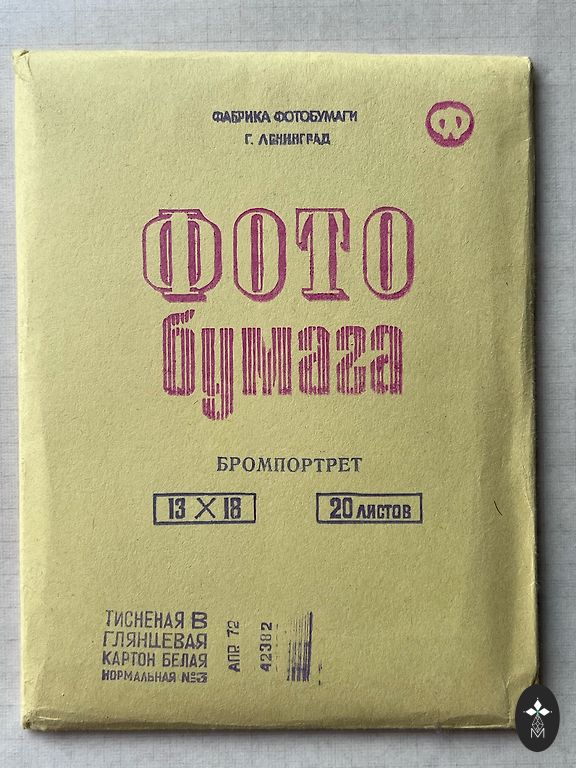 ФАБРИКА ФОТОБУМАГИ
Г. ЛЕНИНГРАД
Ф
ФОТО
бумага
БРОМПОРТРЕТ
13 X 18
20 ЛИСТОВ
ТИСНЕНАЯ В
ГЛЯНЦЕВАЯ
КАРТОН БЕЛАЯ
НОРМАЛЬНАЯ №3
АПР 72
42382
M